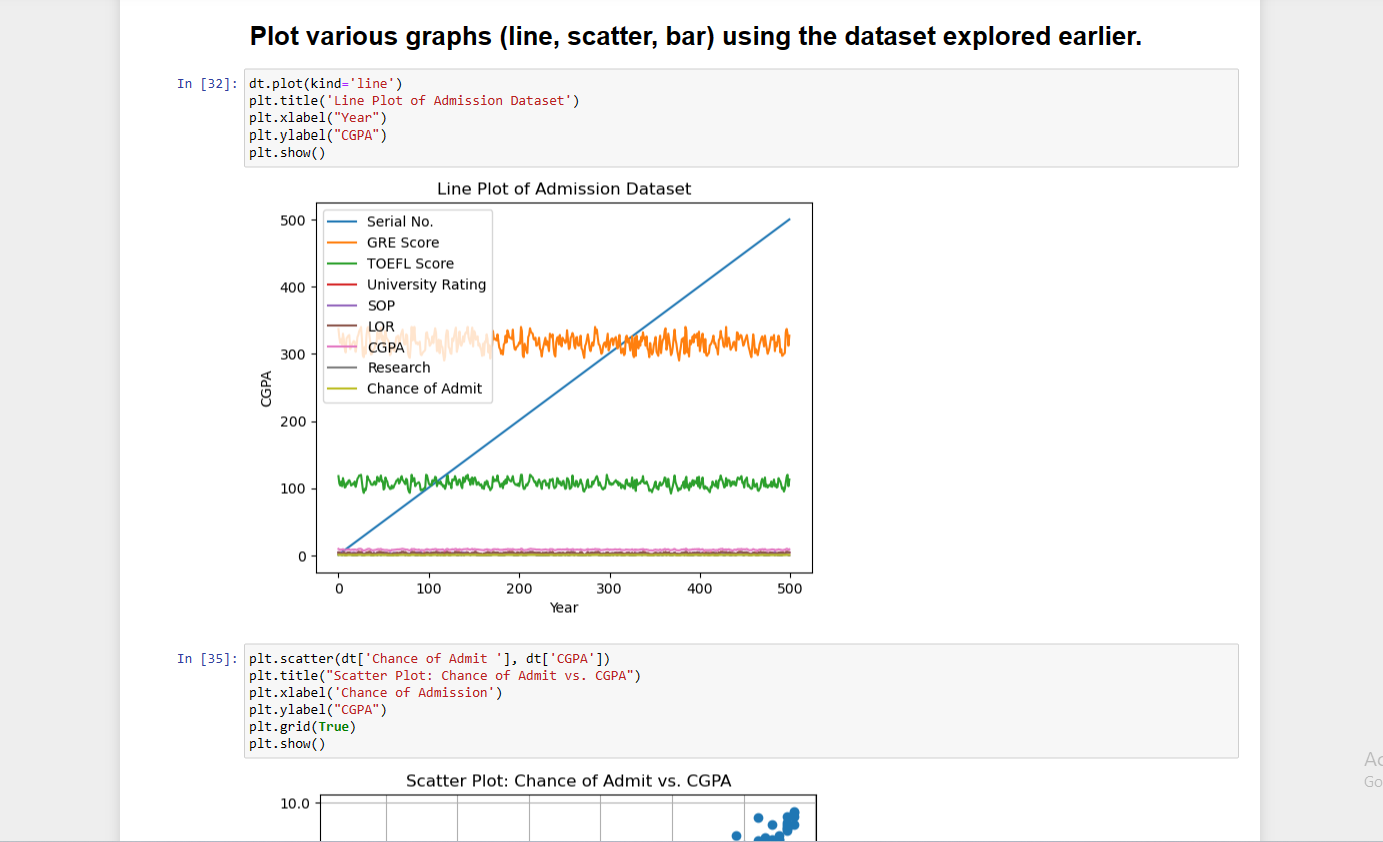 Plot various graphs (line, scatter, bar) using the dataset explored earlier.
In [32]:
dt.plot(kind='line')
plt.title('Line Plot of Admission Dataset')
plt.xlabel("Year")
plt.ylabel("CGPA")
plt.show()
Line Plot of Admission Dataset
Serial No.
GRE Score
TOEFL Score
University Rating
SOP
LOR
CGPA
Research
Chance of Admit
500
400
300
200
100
0
CGPA
0 100 200 300 400 500
Year
In [35]:
plt.scatter(dt['Chance of Admit '], dt['CGPA'])
plt.title("Scatter Plot: Chance of Admit vs. CGPA")
plt.xlabel('Chance of Admission')
plt.ylabel("CGPA")
plt.grid(True)
plt.show()
Scatter Plot: Chance of Admit vs. CGPA
10.0